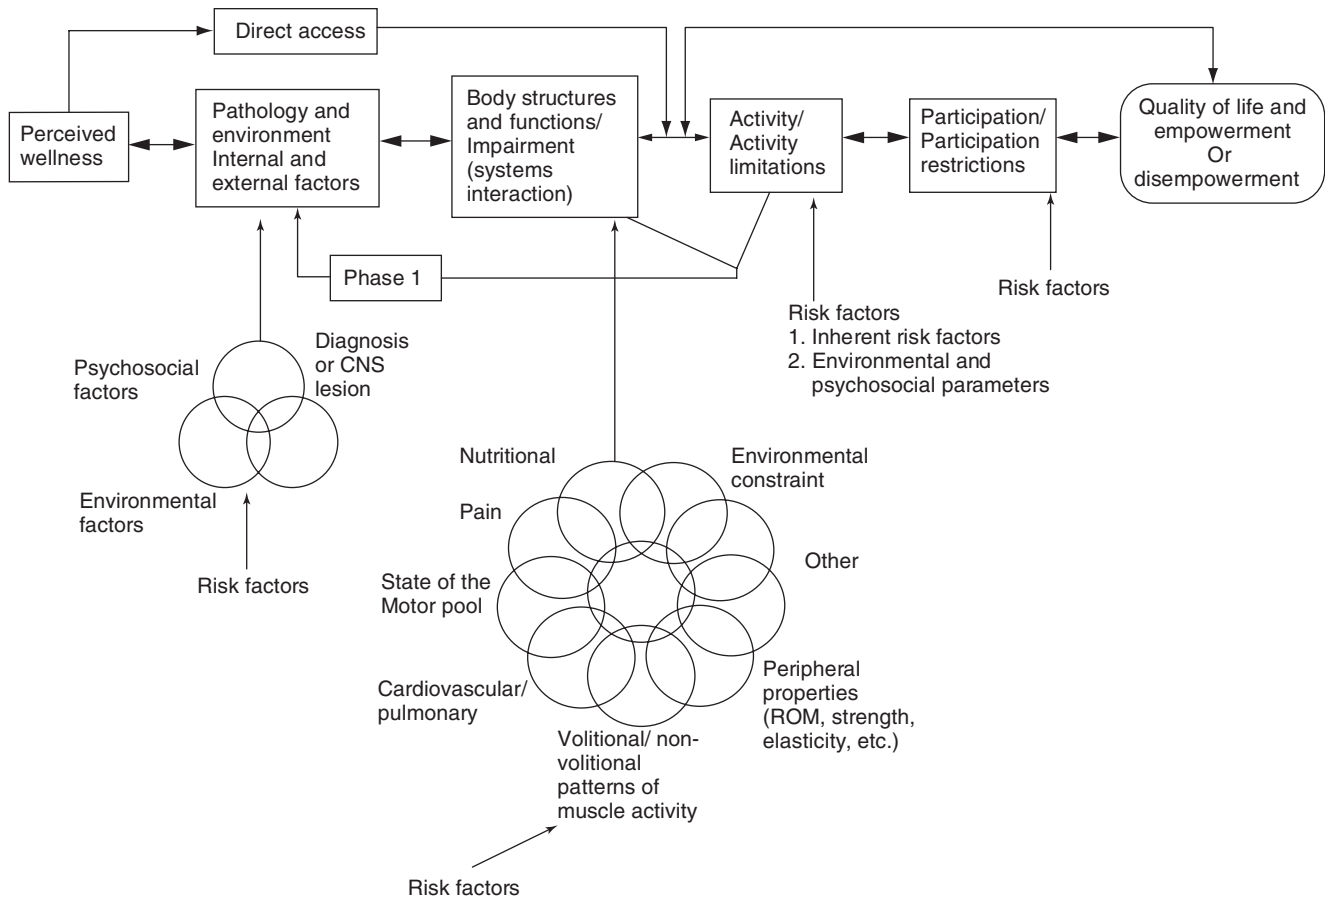 Direct access
Perceived
wellness
Pathology and
environment
Internal and
external factors
Body structures
and functions/
Impairment
(systems
interaction)
Activity/
Activity
limitations
Participation/
Participation
restrictions
Quality of life and
empowerment
Or
disempowerment
Phase 1
Risk factors
Risk factors
1. Inherent risk factors
2. Environmental and
psychosocial parameters
Psychosocial
factors
Diagnosis
or CNS
lesion
Environmental
factors
Risk factors
Nutritional
Environmental
constraint
Pain
Other
State of the
Motor pool
Cardiovascular/
pulmonary
Peripheral
properties
(ROM, strength,
elasticity, etc.)
Volitional/ non-
volitional
patterns of
muscle activity
Risk factors